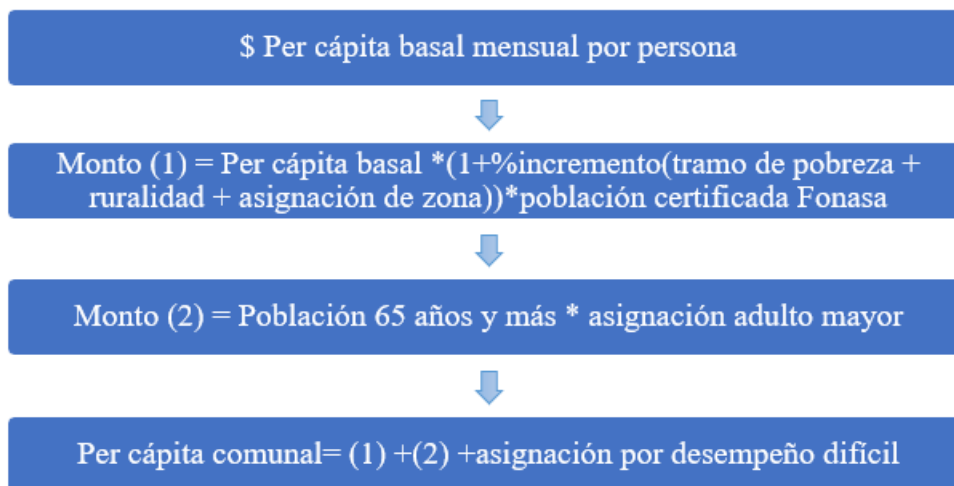 $ Per cápita basal mensual por persona
Monto (1) = Per cápita basal *(1+%incremento(tramo de pobreza +
ruralidad + asignación de zona))*población certificada Fonasa
Monto (2) = Población 65 años y más * asignación adulto mayor
Per cápita comunal= (1) +(2) +asignación por desempeño difícil